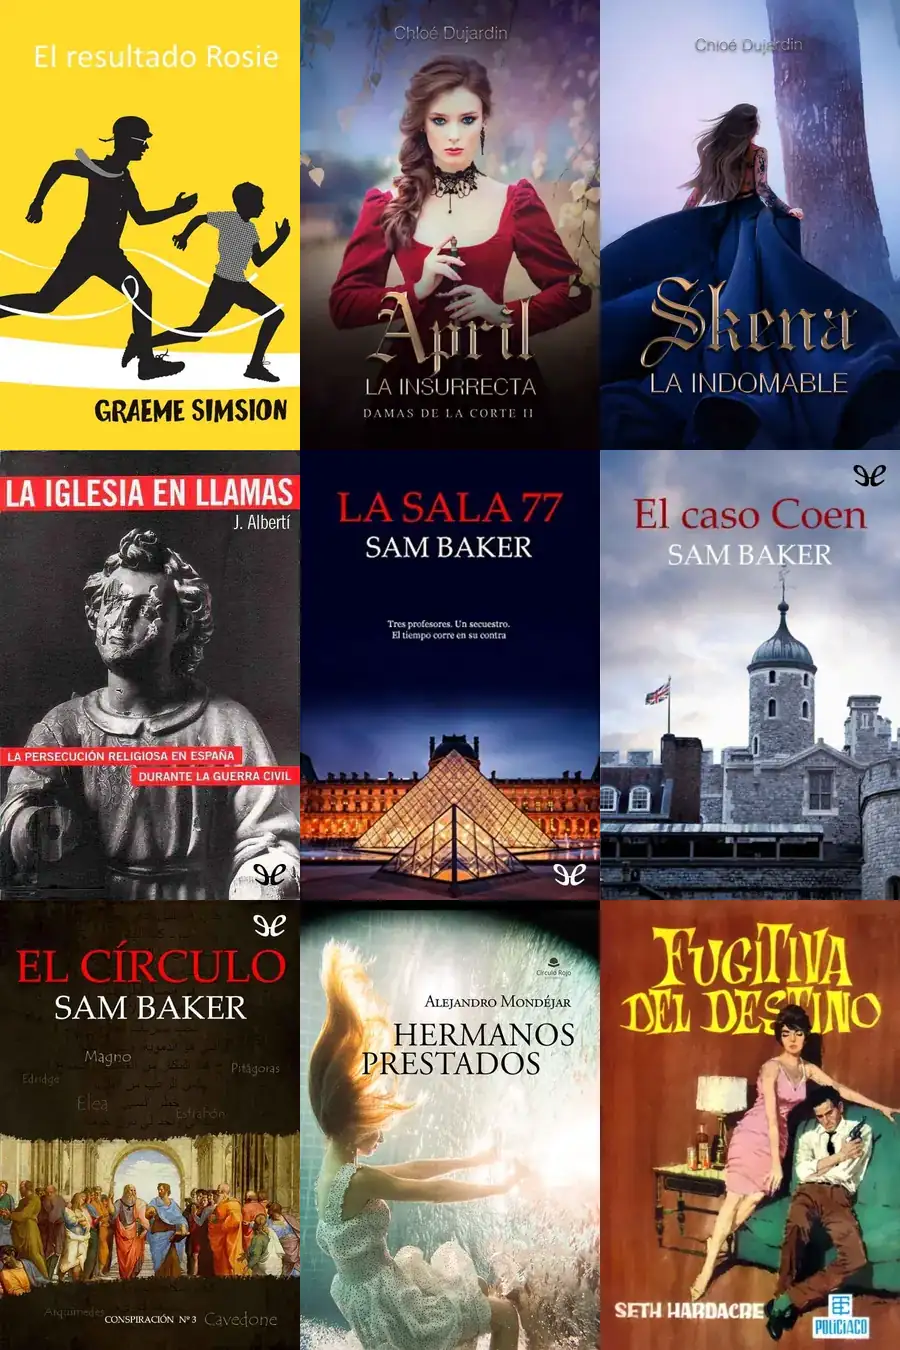 El resultado Rosie
GRAEME SIMSION
Chloé Dujardin
April
LA INSURRECTA
DAMAS DE LA CORTE II
Chloé Dujardin
Skena
LA INDOMABLE
LA IGLESIA EN LLAMAS
J. Albertí
LA PERSECUCIÓN RELIGIOSA EN ESPAÑA
DURANTE LA GUERRA CIVIL
LA SALA 77
SAM BAKER
Tres profesores. Un secuestro.
El tiempo corre en su contra
El caso Coen
SAM BAKER
EL CÍRCULO
SAM BAKER
Magno
Pitágoras
Edridge
Elea
Estrabón
Arquímedes
CONSPIRACIÓN Nº 3
Cavedone
Círculo Rojo
ALEJANDRO MONDÉJAR
HERMANOS
PRESTADOS
FUGITIVA
DEL DESTINO
SETH HARDACRE
POLICÍACO